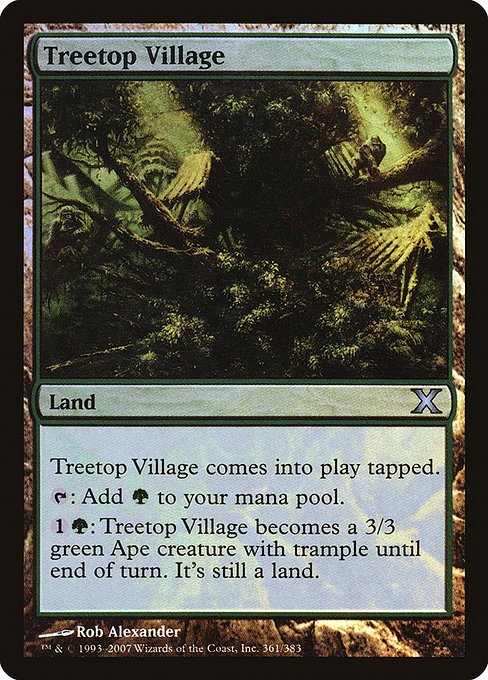 Treetop Village
Land
X
Treetop Village comes into play tapped.
: Add to your mana pool.
1 : Treetop Village becomes a 3/3
green Ape creature with trample until
end of turn. It's still a land.
Rob Alexander
™ & © 1993–2007 Wizards of the Coast, Inc. 361/383